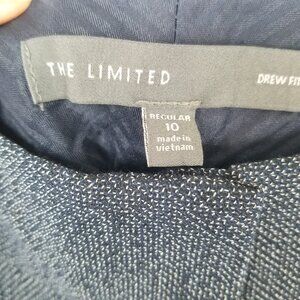 THE LIMITED
DREW FIT
REGULAR
10
made in
vietnam